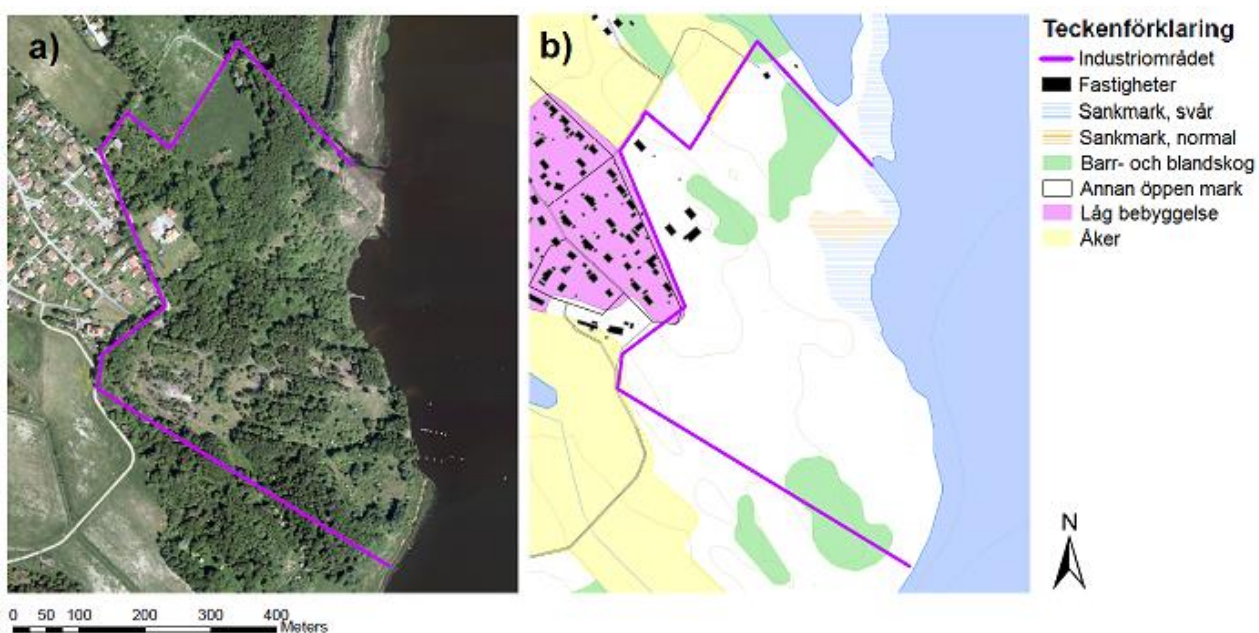 a)
b)
Teckenförklaring
Industriområdet
Fastigheter
Sankmark, svår
Sankmark, normal
Barr- och blandskog
Annan öppen mark
Låg bebyggelse
Åker
N
0 50 100 200 300 400
Meters